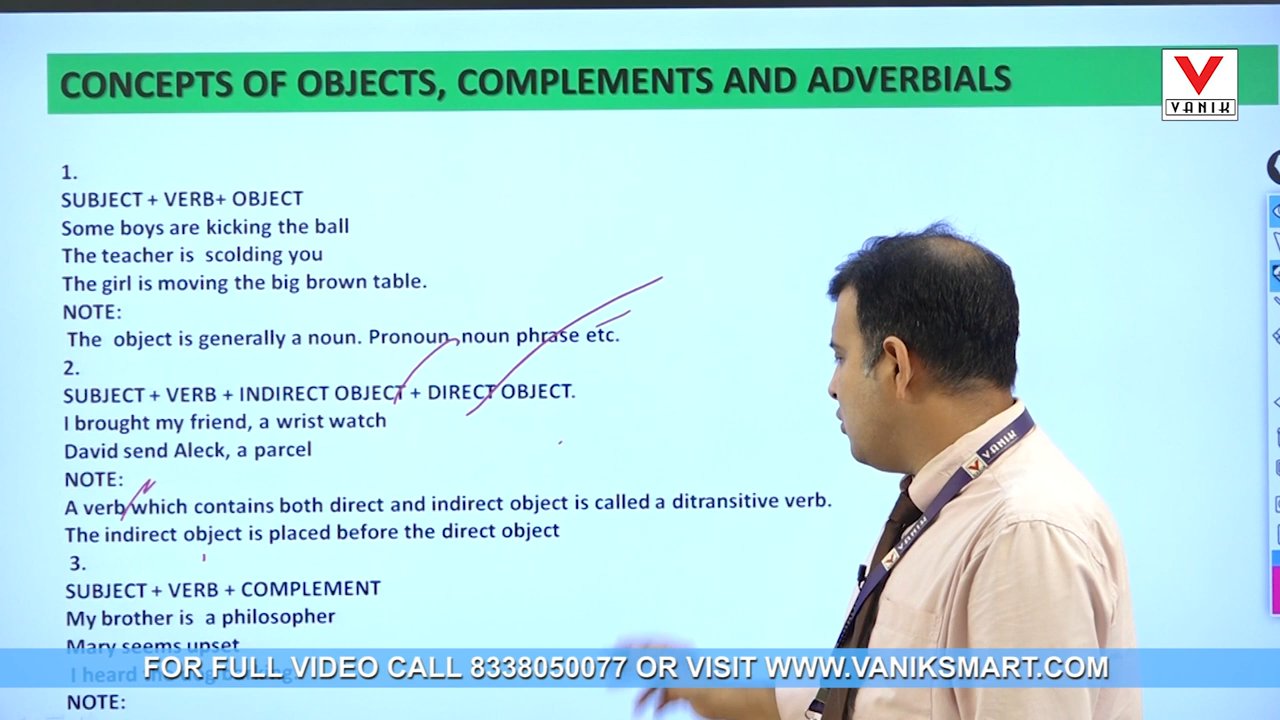 CONCEPTS OF OBJECTS, COMPLEMENTS AND ADVERBIALS
VANIK
1.
SUBJECT + VERB+ OBJECT
Some boys are kicking the ball
The teacher is scolding you
The girl is moving the big brown table.
NOTE:
The object is generally a noun. Pronoun, noun phrase etc.
2.
SUBJECT + VERB + INDIRECT OBJECT + DIRECT OBJECT.
I brought my friend, a wrist watch
David send Aleck, a parcel
NOTE:
A verb which contains both direct and indirect object is called a ditransitive verb.
The indirect object is placed before the direct object
3.
SUBJECT + VERB + COMPLEMENT
My brother is a philosopher
Mary seems upset
I heard
NOTE:
VANIK
VANIK
FOR FULL VIDEO CALL 8338050077 OR VISIT WWW.VANIKSMART.COM